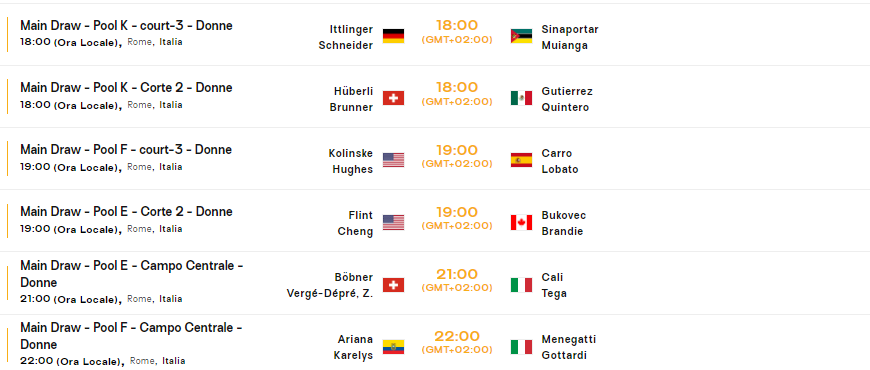 Main Draw - Pool K - court-3 - Donne
18:00 (Ora Locale), Rome, Italia
Ittlinger
Schneider
18:00
(GMT+02:00)
Sinaportar
Muianga
Main Draw - Pool K - Corte 2 - Donne
18:00 (Ora Locale), Rome, Italia
Hüberli
Brunner
18:00
(GMT+02:00)
Gutierrez
Quintero
Main Draw - Pool F - court-3 - Donne
19:00 (Ora Locale), Rome, Italia
Kolinske
Hughes
19:00
(GMT+02:00)
Carro
Lobato
Main Draw - Pool E - Corte 2 - Donne
19:00 (Ora Locale), Rome, Italia
Flint
Cheng
19:00
(GMT+02:00)
Bukovec
Brandie
Main Draw - Pool E - Campo Centrale -
Donne
21:00 (Ora Locale), Rome, Italia
Böbner
Vergé-Dépré, Z.
21:00
(GMT+02:00)
Cali
Tega
Main Draw - Pool F - Campo Centrale -
Donne
22:00 (Ora Locale), Rome, Italia
Ariana
Karelys
22:00
(GMT+02:00)
Menegatti
Gottardi